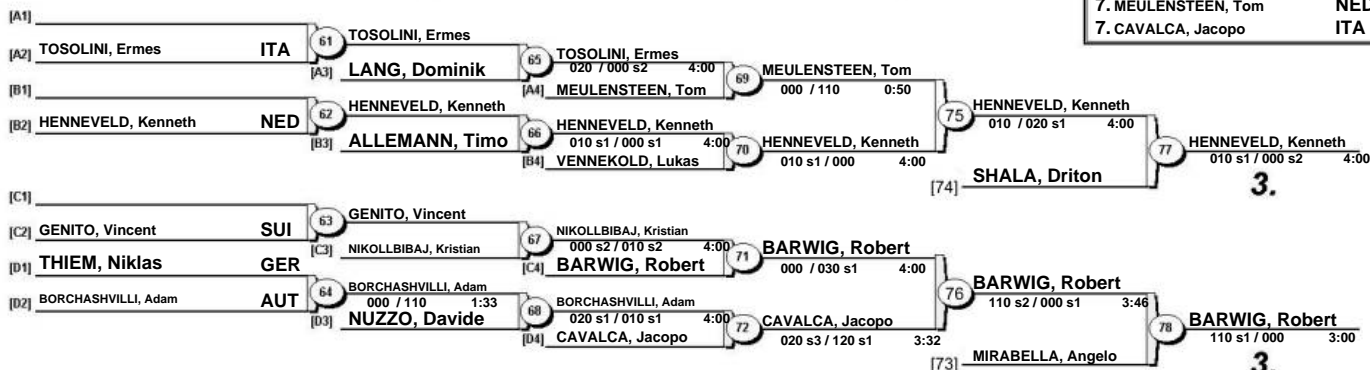 7. MEULENSTEEN, Tom NED
7. CAVALCA, Jacopo ITA
[A1]
[A2] TOSOLINI, Ermes ITA
61
TOSOLINI, Ermes
[A3] LANG, Dominik
65
TOSOLINI, Ermes
020 / 000 s2 4:00
[A4] MEULENSTEEN, Tom
69
MEULENSTEEN, Tom
000 / 110 0:50
[B1]
[B2] HENNEVELD, Kenneth NED
62
HENNEVELD, Kenneth
[B3] ALLEMANN, Timo
66
HENNEVELD, Kenneth
010 s1 / 000 s1 4:00
[B4] VENNEKOLD, Lukas
70
HENNEVELD, Kenneth
010 s1 / 000 4:00
75
HENNEVELD, Kenneth
010 / 020 s1 4:00
[74] SHALA, Driton
77
HENNEVELD, Kenneth
010 s1 / 000 s2 4:00
3.
[C1]
[C2] GENITO, Vincent SUI
63
GENITO, Vincent
[C3] NIKOLLBIBAJ, Kristian
67
NIKOLLBIBAJ, Kristian
000 s2 / 010 s2 4:00
[C4] BARWIG, Robert
71
BARWIG, Robert
000 / 030 s1 4:00
[D1] THIEM, Niklas GER
[D2] BORCHASHVILLI, Adam AUT
64
BORCHASHVILLI, Adam
000 / 110 1:33
[D3] NUZZO, Davide
68
BORCHASHVILLI, Adam
020 s1 / 010 s1 4:00
[D4] CAVALCA, Jacopo
72
CAVALCA, Jacopo
020 s3 / 120 s1 3:32
76
BARWIG, Robert
110 s2 / 000 s1 3:46
[73] MIRABELLA, Angelo
78
BARWIG, Robert
110 s1 / 000 3:00
3.